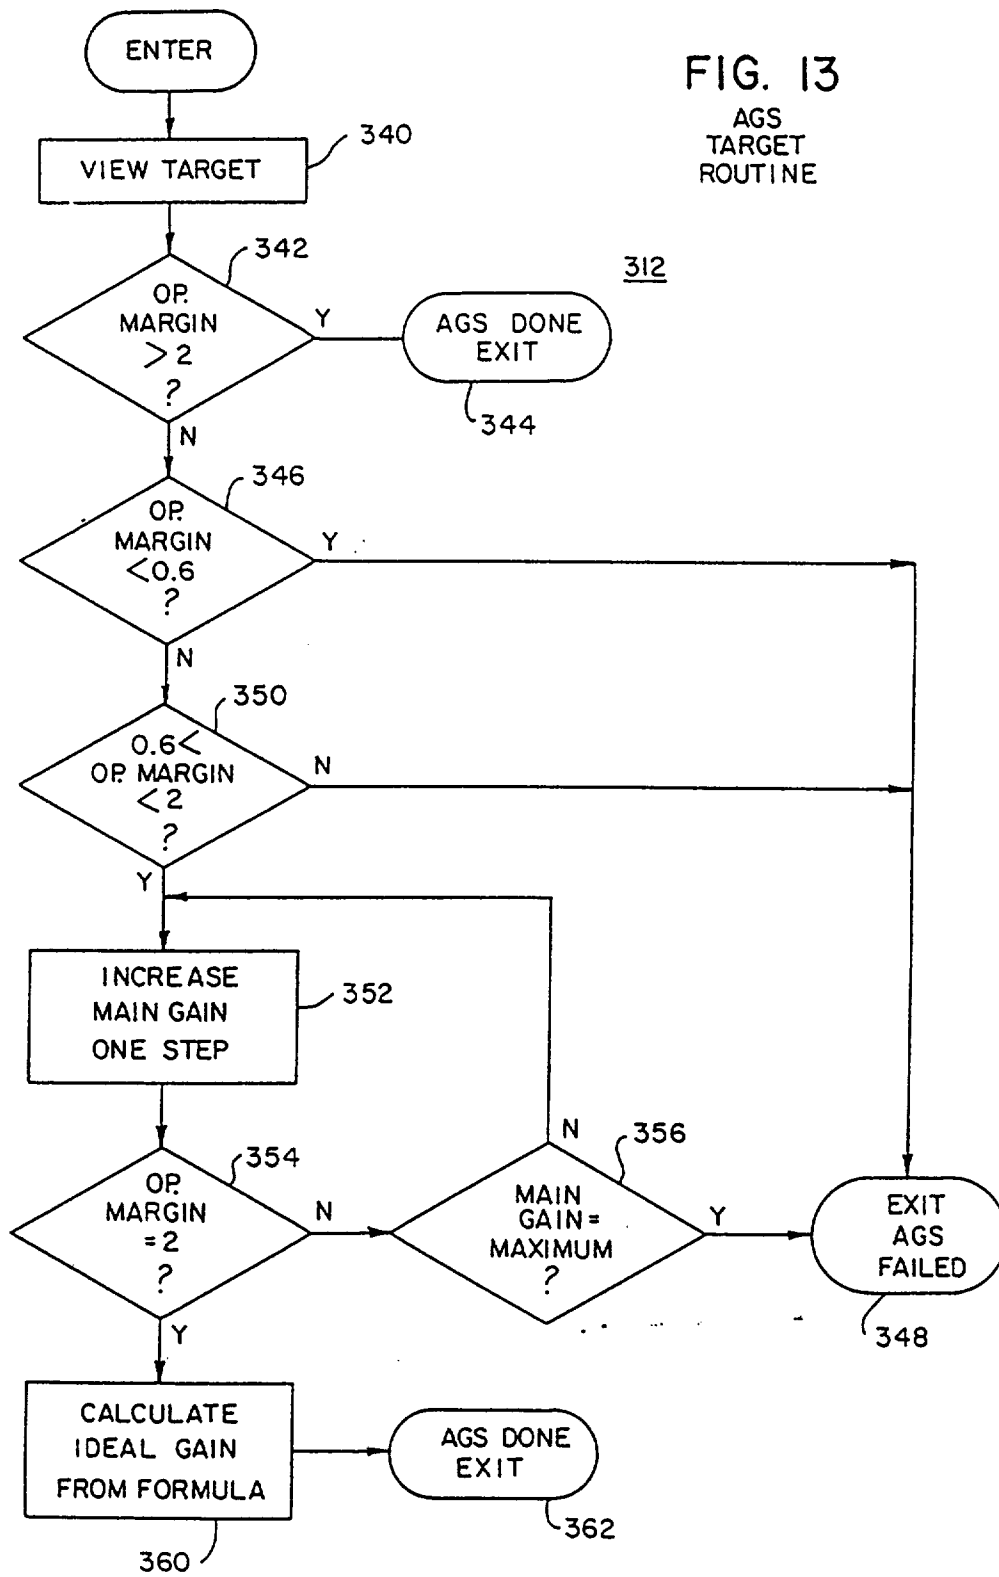 ENTER
FIG. 13
AGS
TARGET
ROUTINE
340
VIEW TARGET
342
312
OP.
MARGIN
>2
?
Y
AGS DONE
EXIT
344
N
346
OP.
MARGIN
<0.6
?
Y
N
350
0.6<
OP. MARGIN
<2
?
N
Y
INCREASE
MAIN GAIN
ONE STEP
352
354
OP.
MARGIN
=2
?
N
Y
N
356
MAIN
GAIN=
MAXIMUM
?
Y
EXIT
AGS
FAILED
348
CALCULATE
IDEAL GAIN
FROM FORMULA
360
AGS DONE
EXIT
362